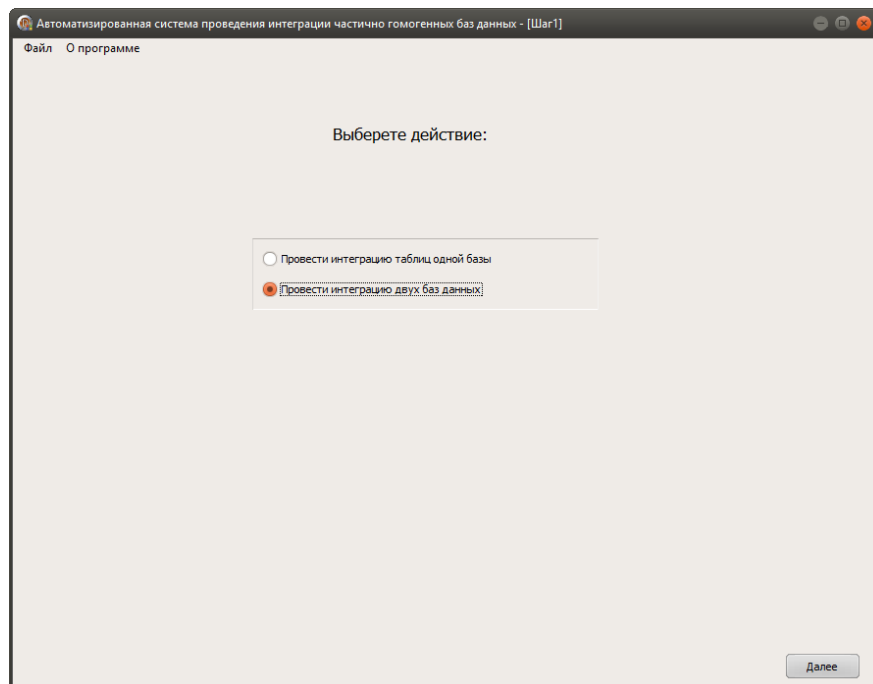 Автоматизированная система проведения интеграции частично гомогенных баз данных - [Шаг1]
Файл О программе
Выберете действие:
Провести интеграцию таблиц одной базы
Провести интеграцию двух баз данных
Далее